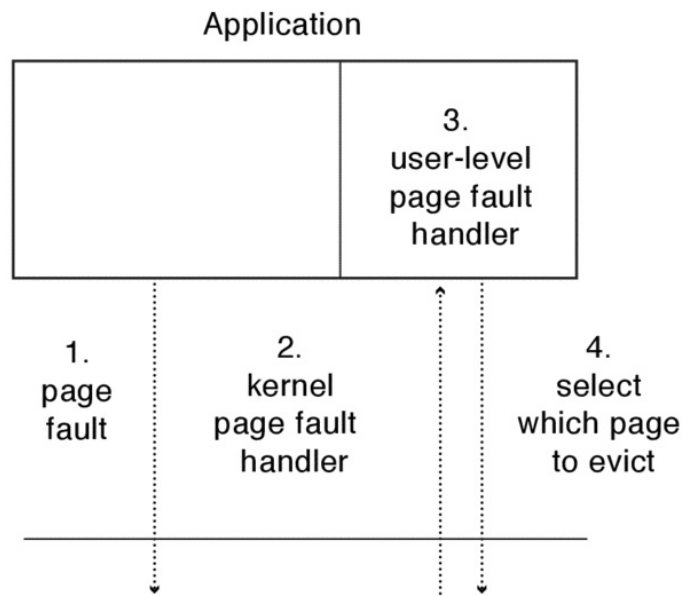 Application
3.
user-level
page fault
handler
1.
page
fault
2.
kernel
page fault
handler
4.
select
which page
to evict